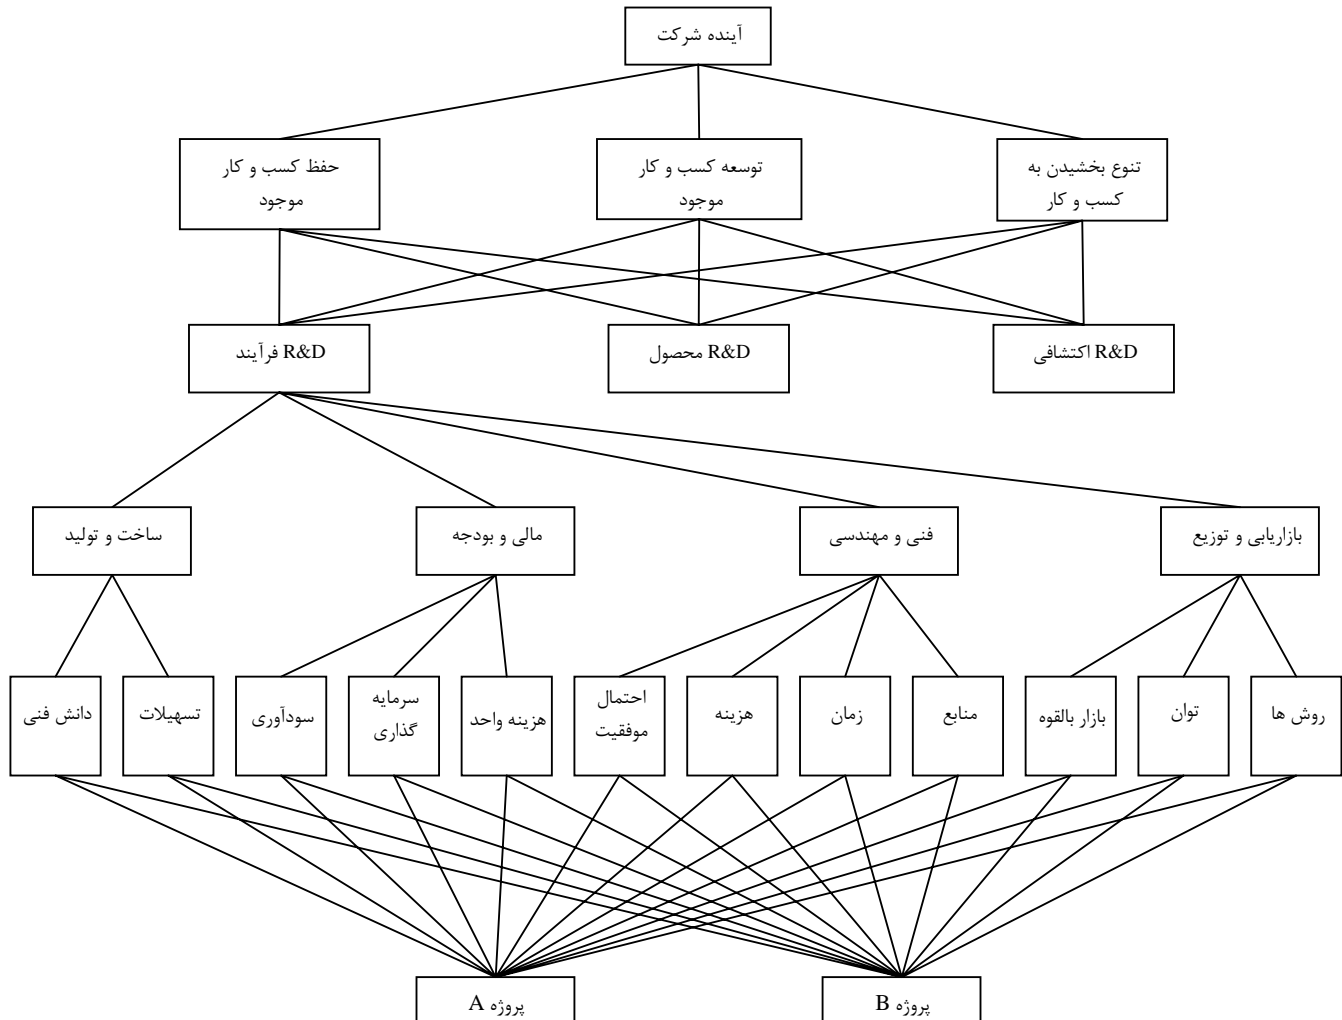 آینده شرکت
تنوع بخشیدن به
کسب و کار
توسعه کسب و کار
موجود
حفظ کسب و کار
موجود
R&D اکتشافی
R&D محصول
R&D فرآیند
بازاریابی و توزیع
فنی و مهندسی
مالی و بودجه
ساخت و تولید
روش ها
توان
بازار بالقوه
منابع
زمان
هزینه
احتمال
موفقیت
هزینه واحد
سرمایه
گذاری
سودآوری
تسهیلات
دانش فنی
پروژه B
پروژه A